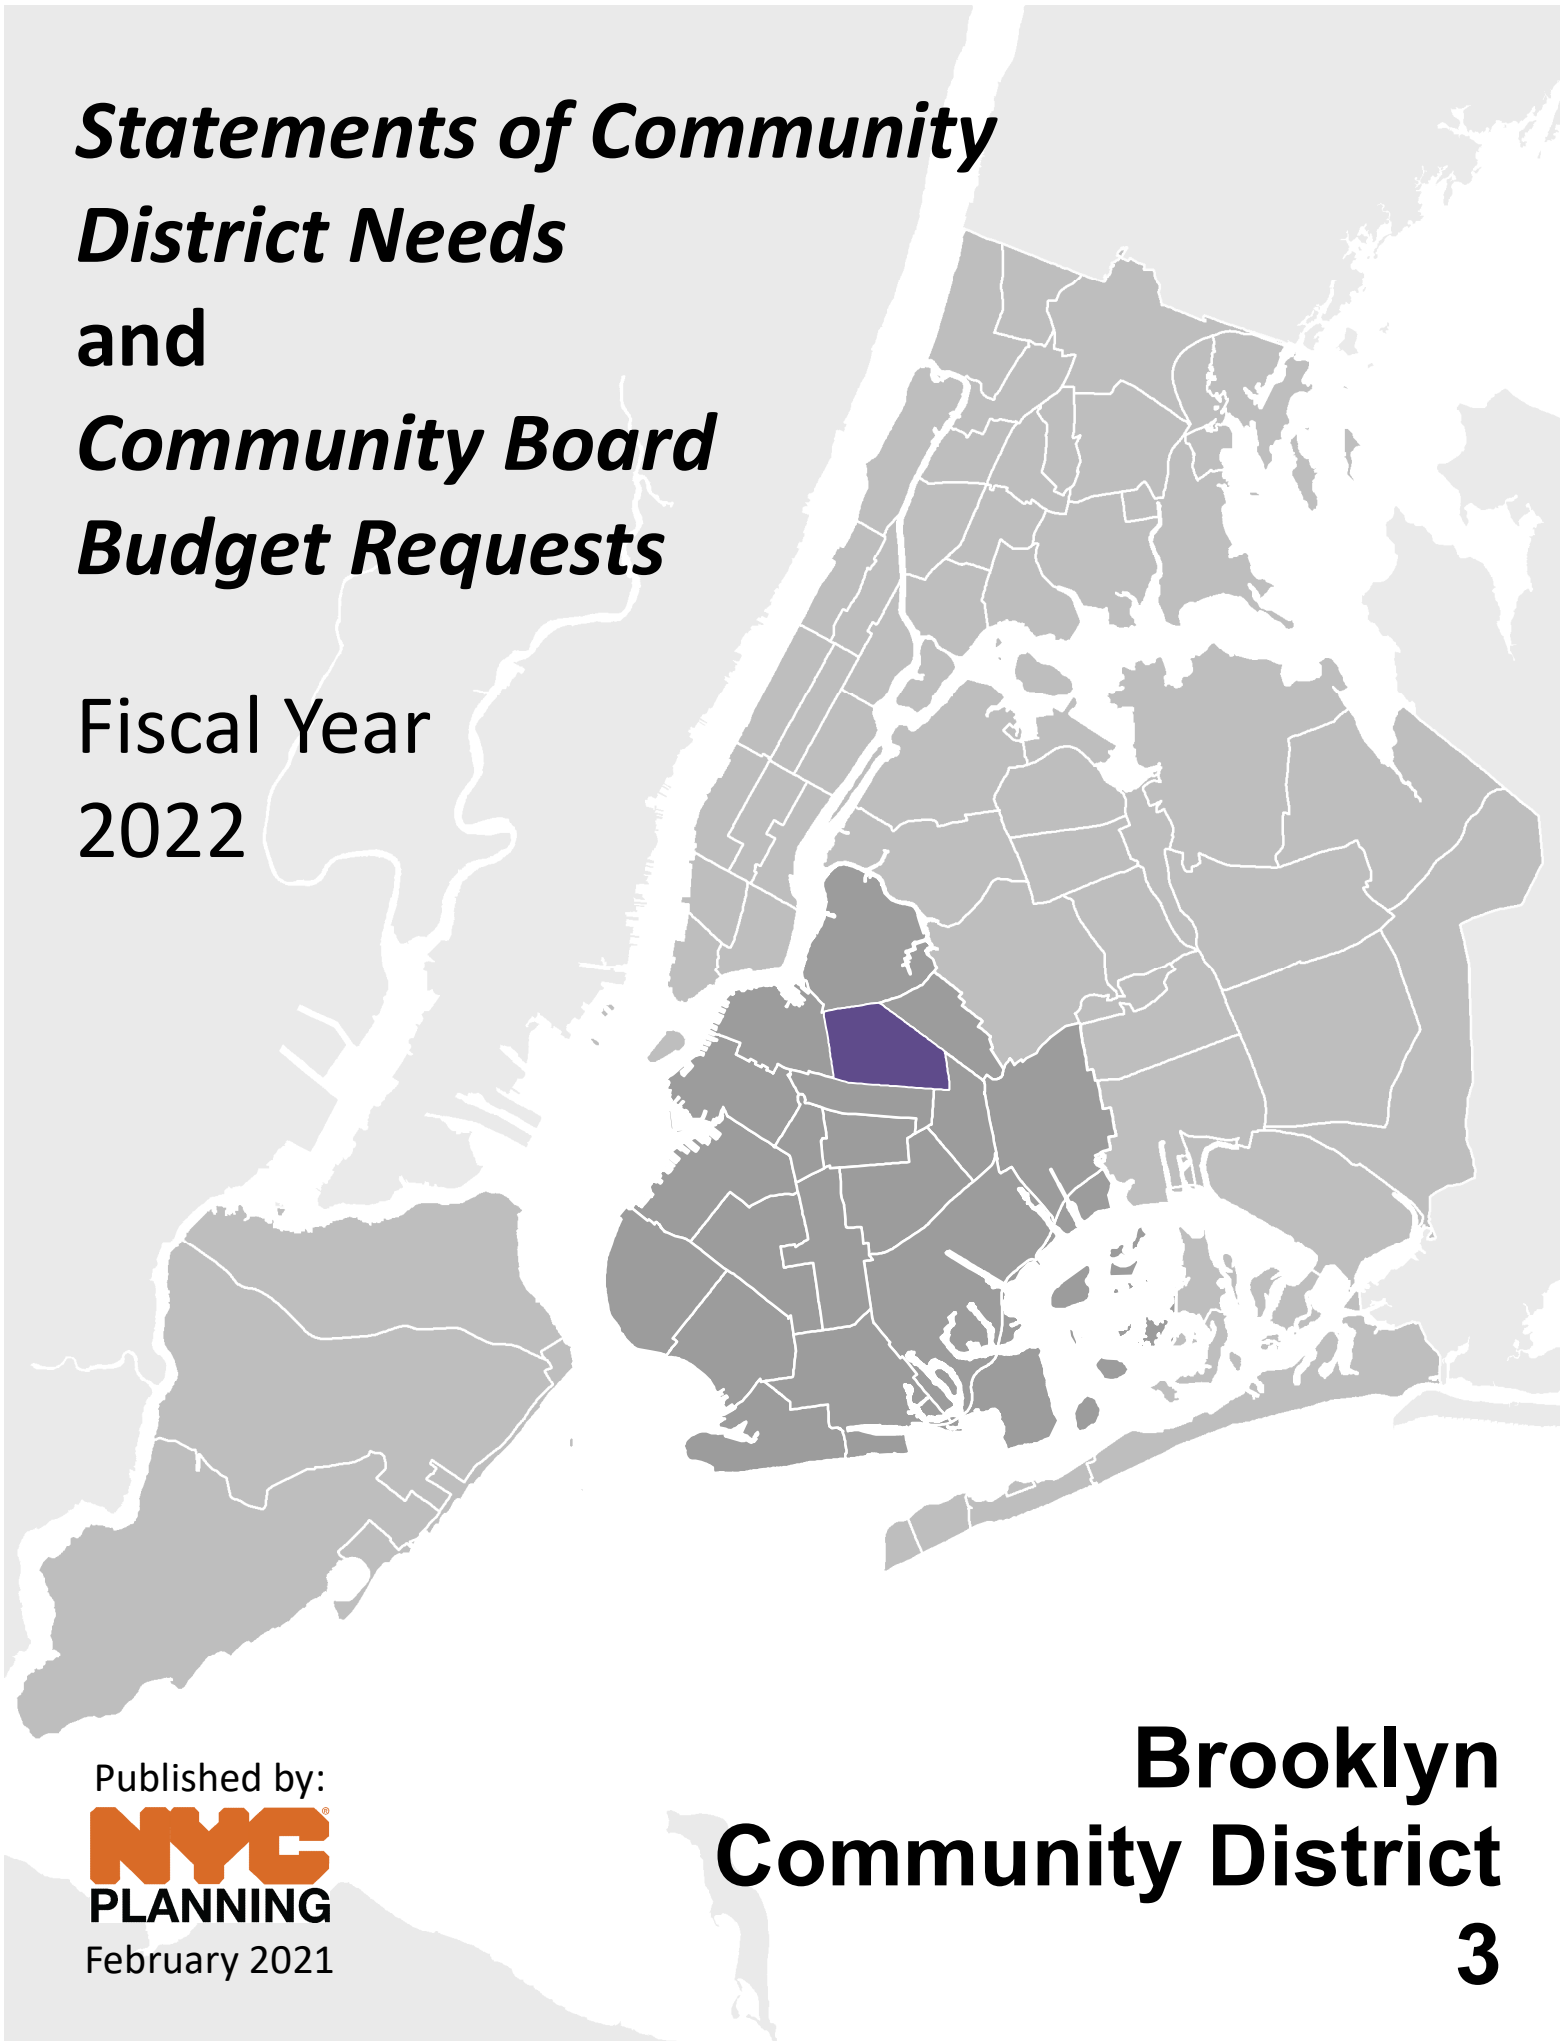 Statements of Community
District Needs
and
Community Board
Budget Requests
Fiscal Year
2022
Published by:
NYC®
PLANNING
February 2021
Brooklyn
Community District
3